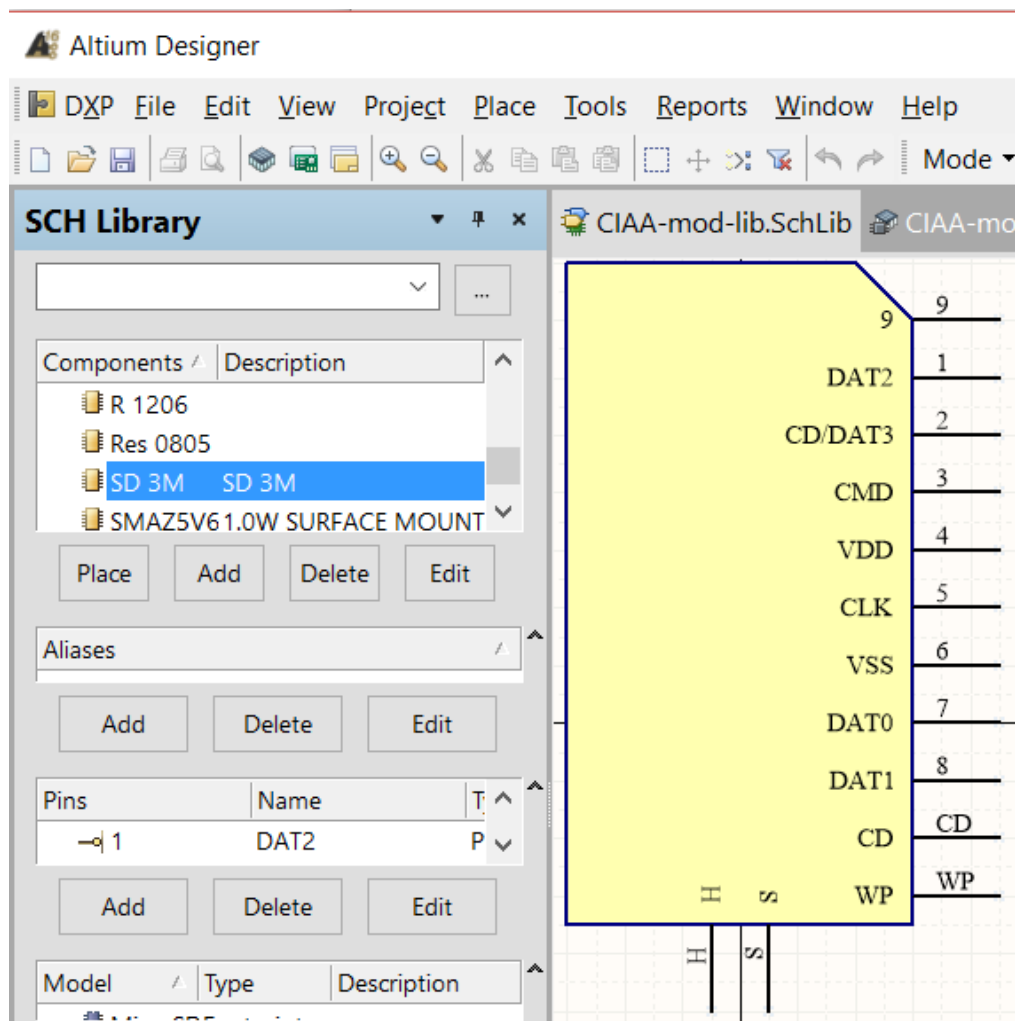 Altium Designer
DXP File Edit View Project Place Tools Reports Window Help
Mode
SCH Library
CIAA-mod-lib.SchLib CIAA-mo
...
Components Description
R 1206
Res 0805
SD 3M SD 3M
SMAZ5V6 1.0W SURFACE MOUNT
Place Add Delete Edit
Aliases
Add Delete Edit
Pins Name T
1 DAT2 P
Add Delete Edit
Model Type Description
9 9
DAT2 1
CD/DAT3 2
CMD 3
VDD 4
CLK 5
VSS 6
DAT0 7
DAT1 8
CD CD
WP WP
H S
H S